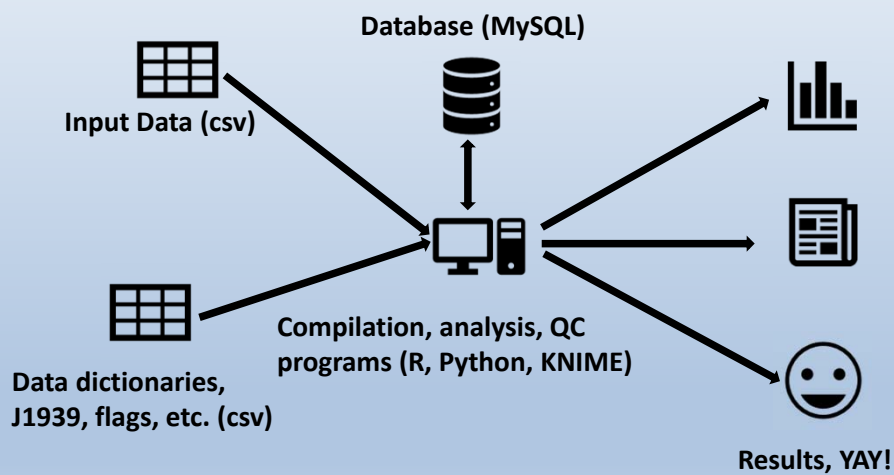 Database (MySQL)
Input Data (csv)
Compilation, analysis, QC
programs (R, Python, KNIME)
Data dictionaries,
J1939, flags, etc. (csv)
Results, YAY!